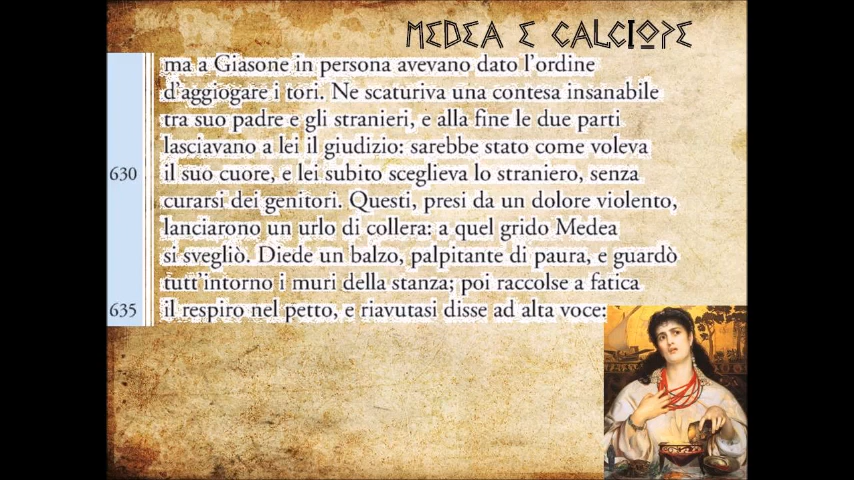 MEDEA E CALCIOPE
ma a Giasone in persona avevano dato l'ordine
d'aggiogare i tori. Ne scaturiva una contesa insanabile
tra suo padre e gli stranieri, e alla fine le due parti
lasciavano a lei il giudizio: sarebbe stato come voleva
630 il suo cuore, e lei subito sceglieva lo straniero, senza
curarsi dei genitori. Questi, presi da un dolore violento,
lanciarono un urlo di collera: a quel grido Medea
si svegliò. Diede un balzo, palpitante di paura, e guardò
tutt'intorno i muri della stanza; poi raccolse a fatica
635 il respiro nel petto, e riavutasi disse ad alta voce: